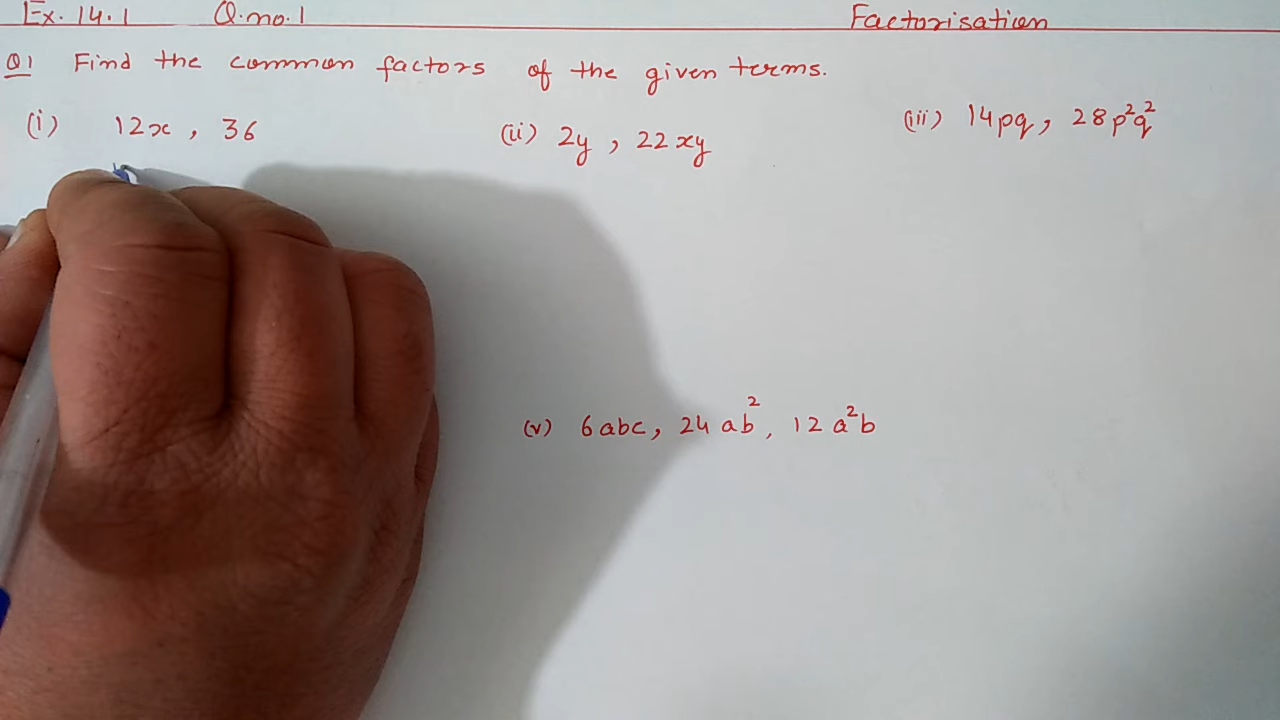 Ex. 14.1 Q.no.1 Factorisation
Q1 Find the common factors of the given terms.
(i) 12x, 36 (ii) 2y, 22xy (iii) 14pq, 28p²q²
(v) 6abc, 24ab², 12a²b